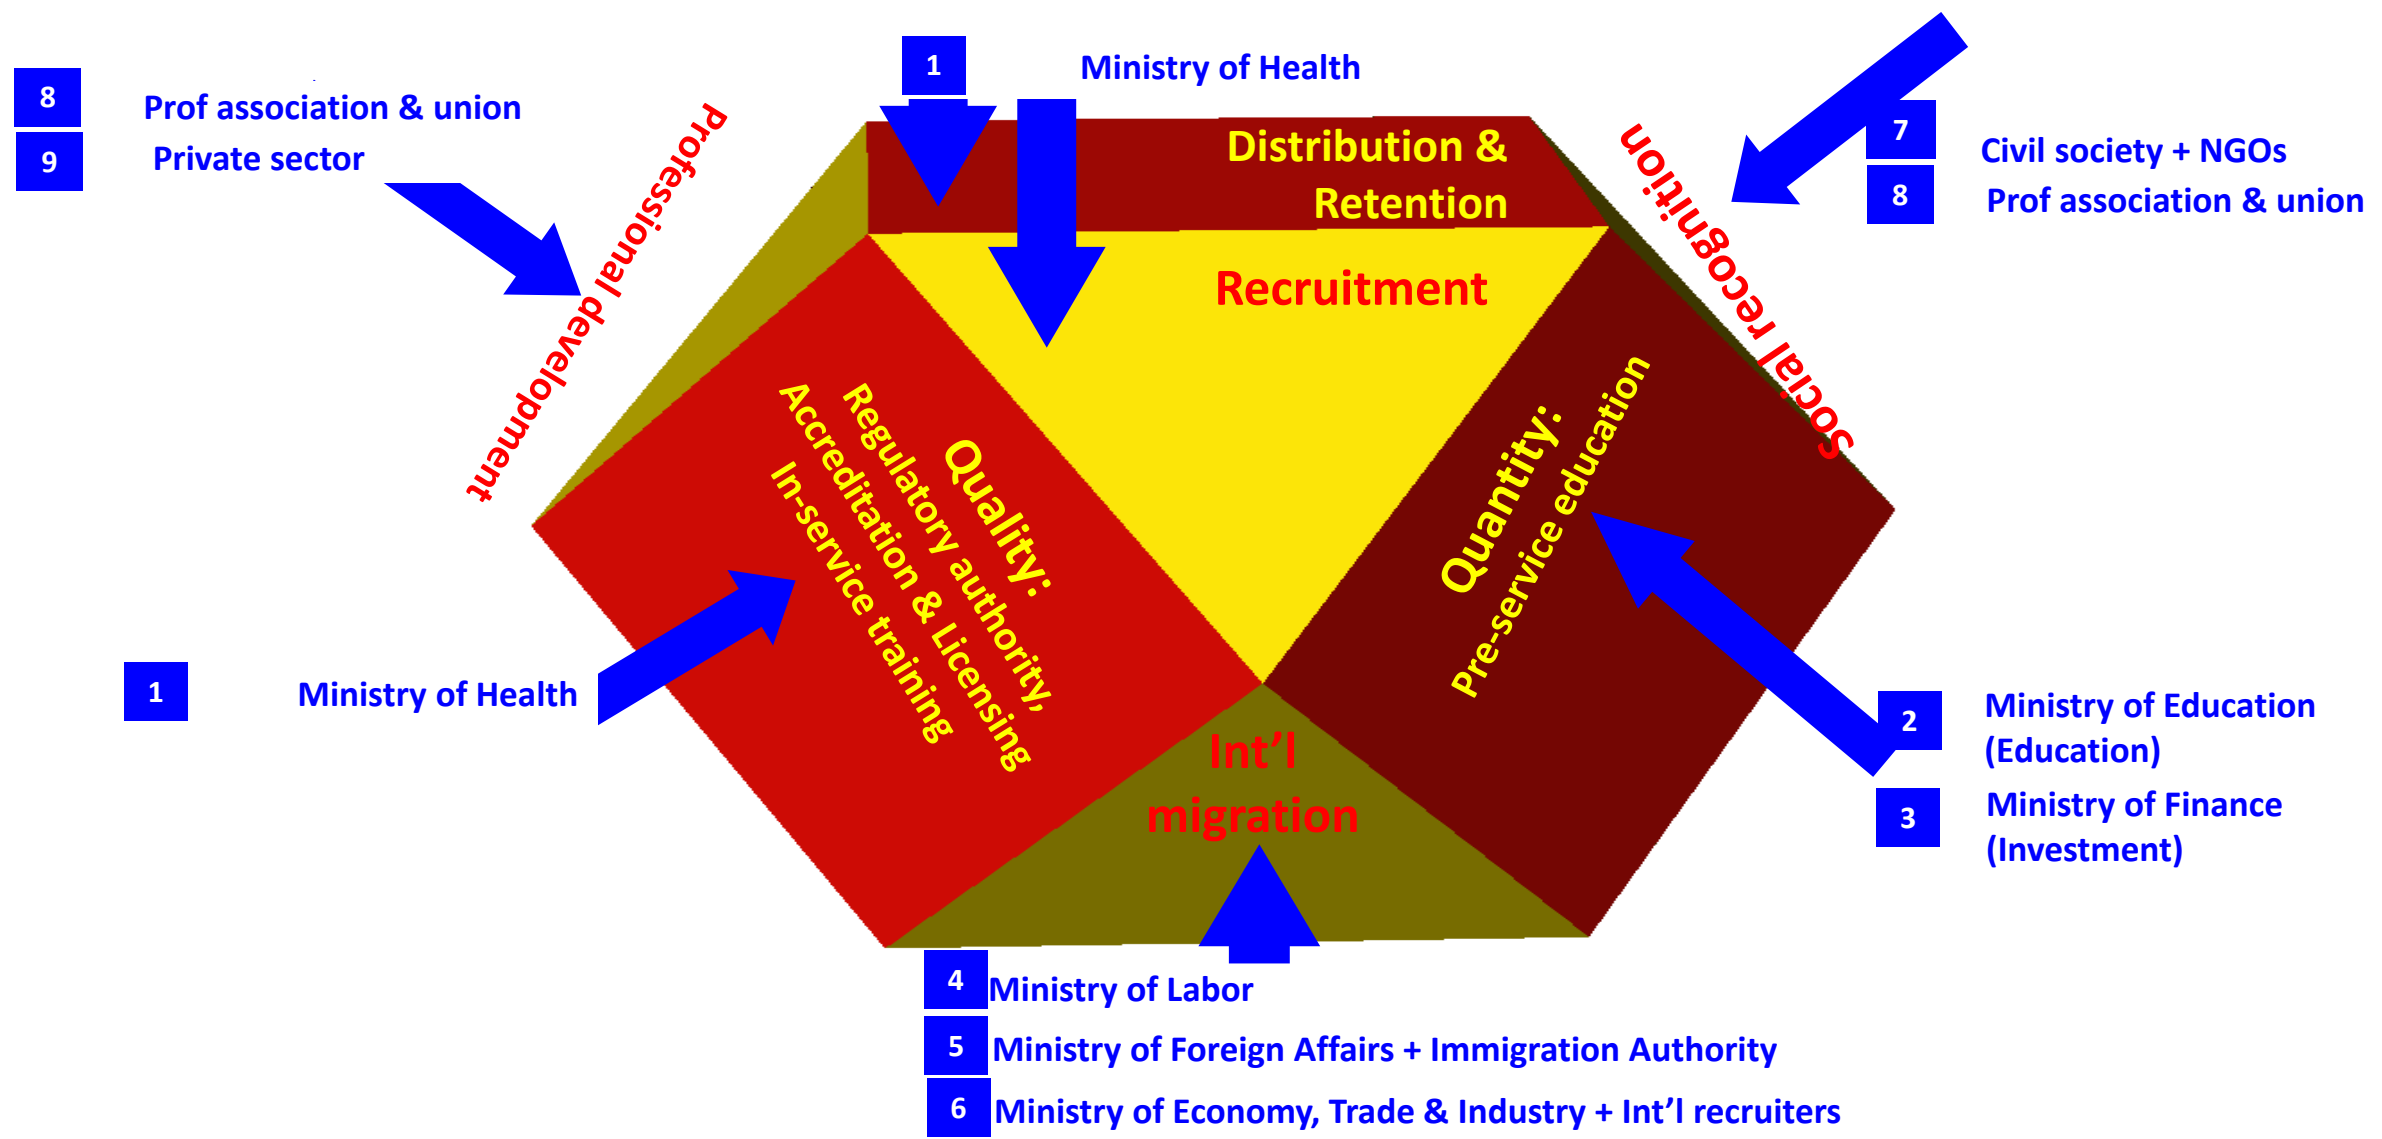 1
Ministry of Health
8
Prof association & union
9
Private sector
Professional development
Distribution &
Retention
Recruitment
Social recognition
7
Civil society + NGOs
8
Prof association & union
Quality:
Regulatory authority,
Accreditation & Licensing
In-service training
Quantity:
Pre-service education
1
Ministry of Health
Int’l
migration
2
Ministry of Education
(Education)
3
Ministry of Finance
(Investment)
4
Ministry of Labor
5
Ministry of Foreign Affairs + Immigration Authority
6
Ministry of Economy, Trade & Industry + Int’l recruiters